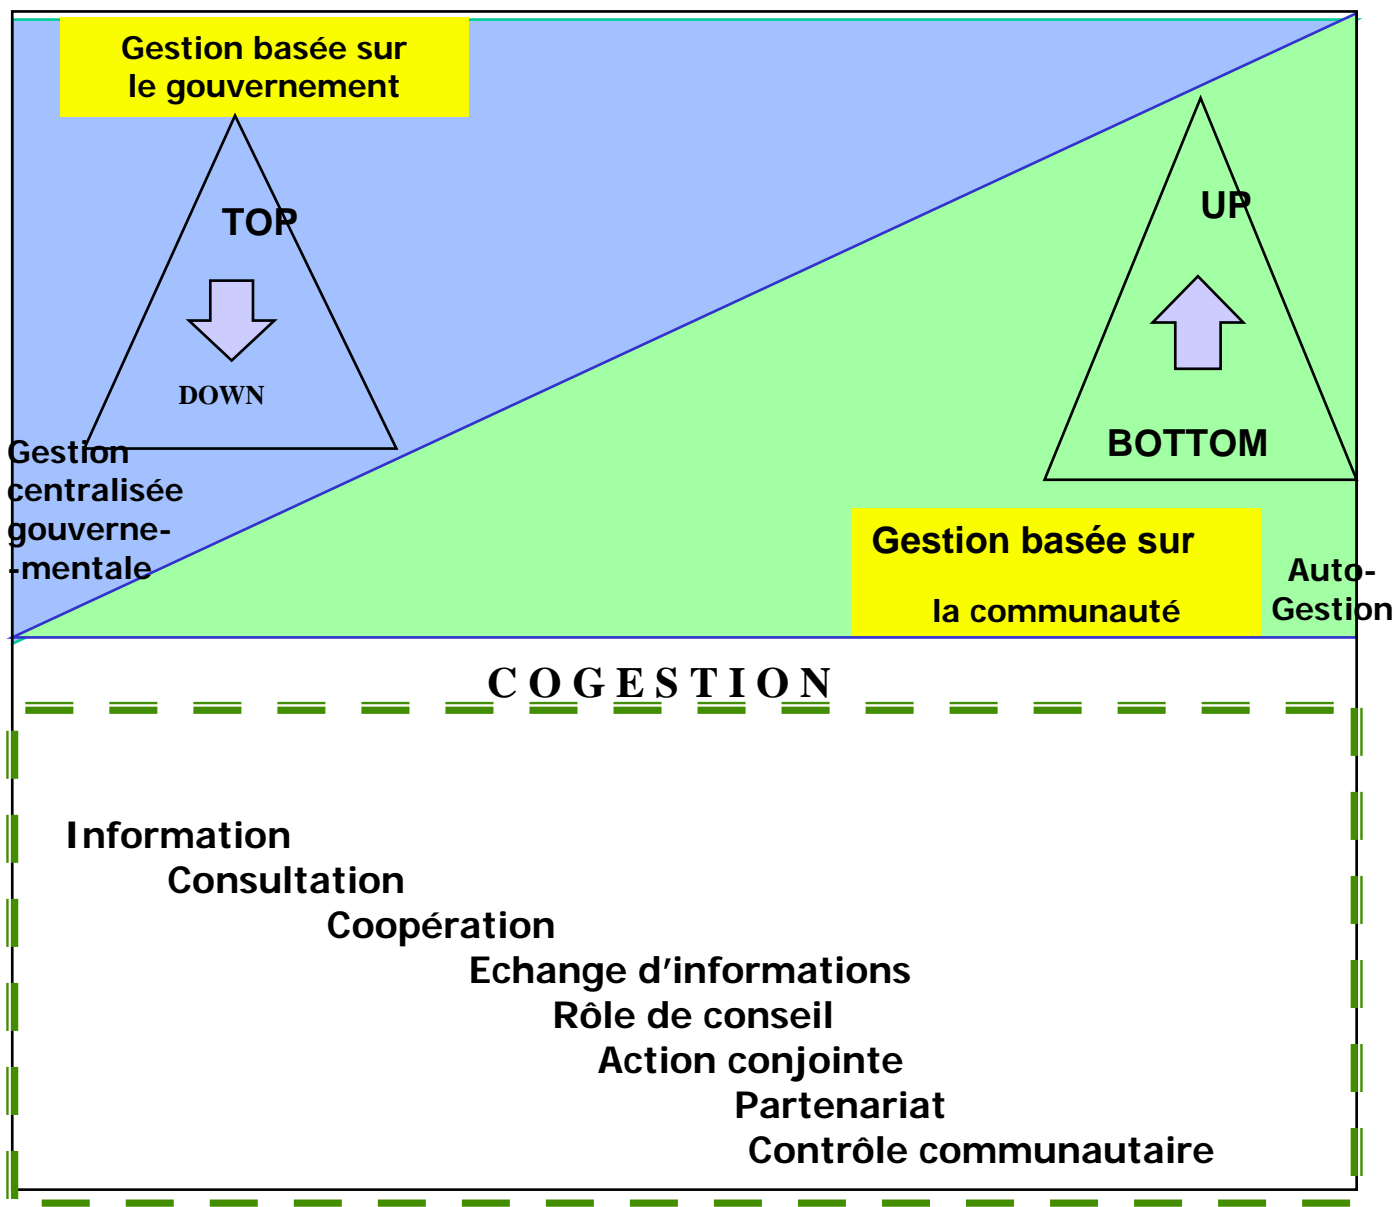 Gestion basée sur
le gouvernement
TOP
DOWN
UP
BOTTOM
Gestion
centralisée
gouverne-
-mentale
Gestion basée sur
la communauté
Auto-
Gestion
COGESTION
Information
Consultation
Coopération
Echange d’informations
Rôle de conseil
Action conjointe
Partenariat
Contrôle communautaire